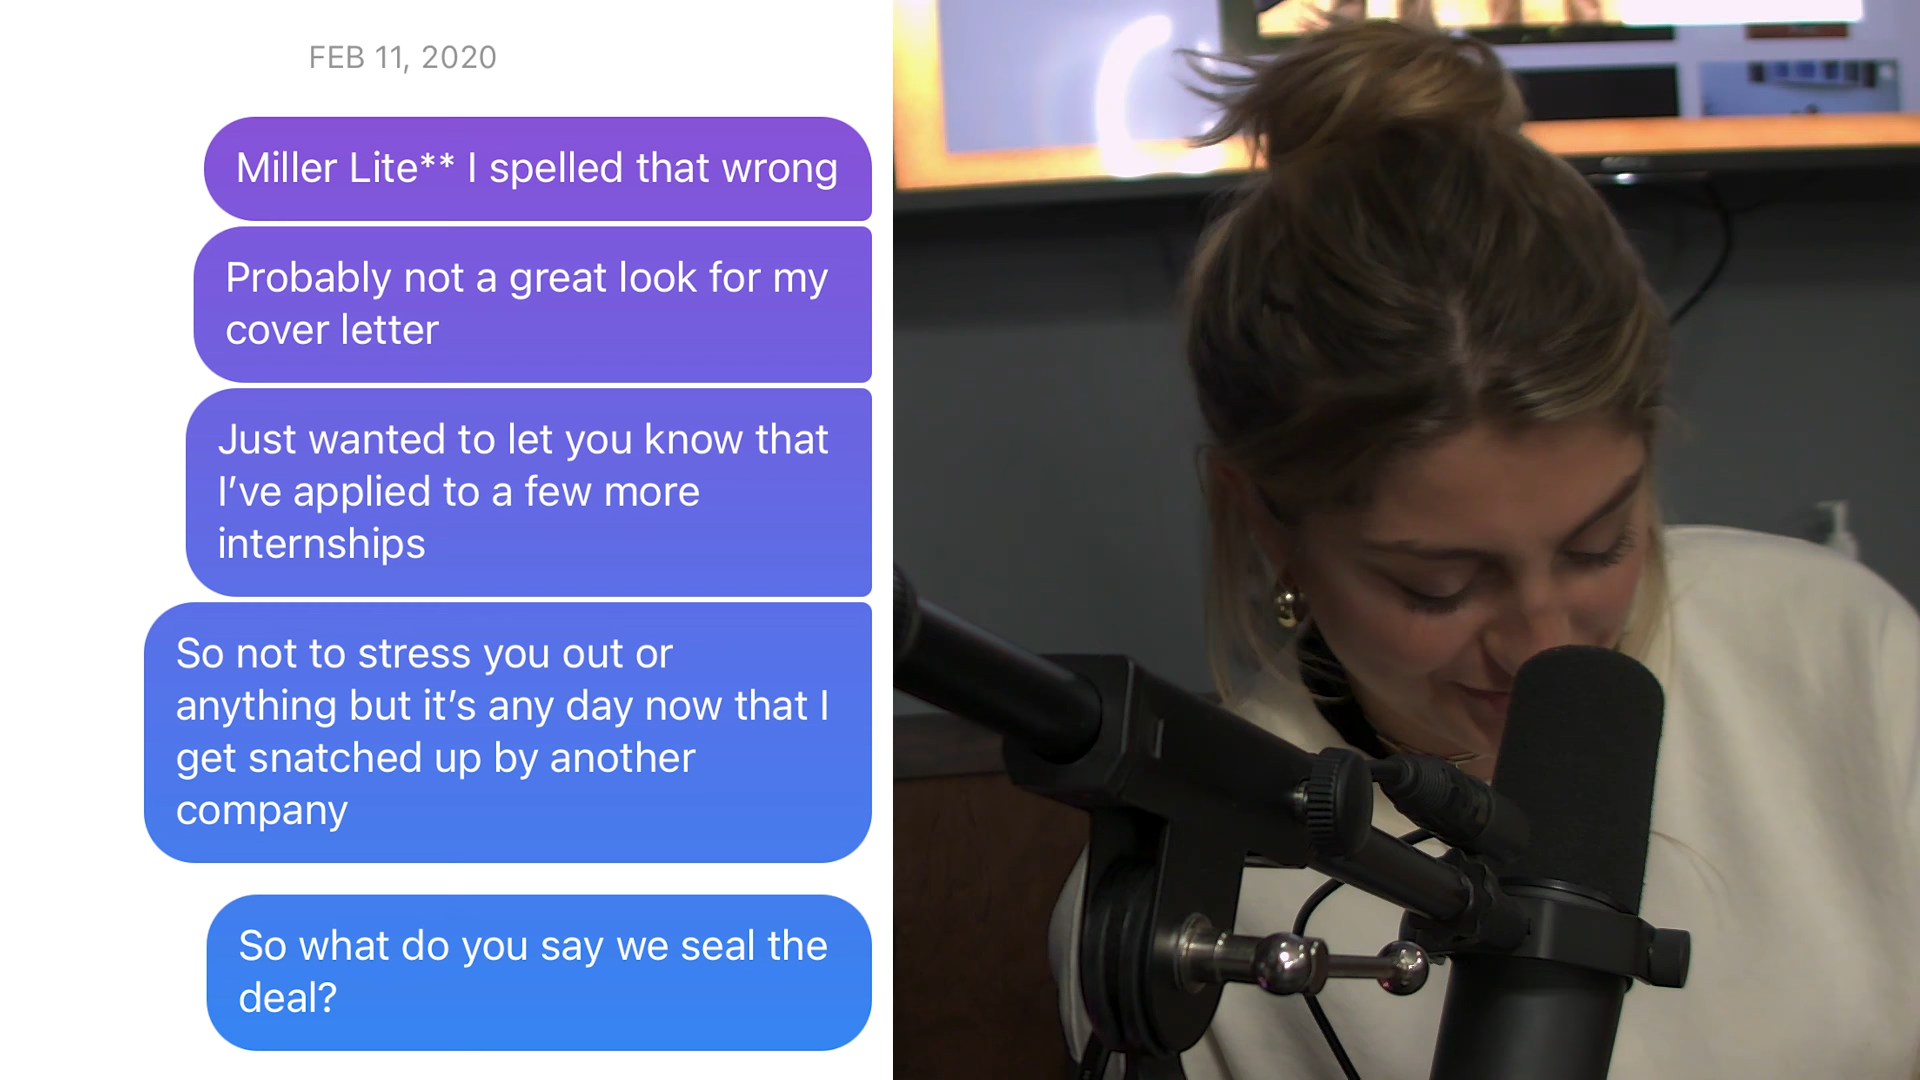 FEB 11, 2020
Miller Lite** I spelled that wrong
Probably not a great look for my
cover letter
Just wanted to let you know that
I’ve applied to a few more
internships
So not to stress you out or
anything but it’s any day now that I
get snatched up by another
company
So what do you say we seal the
deal?